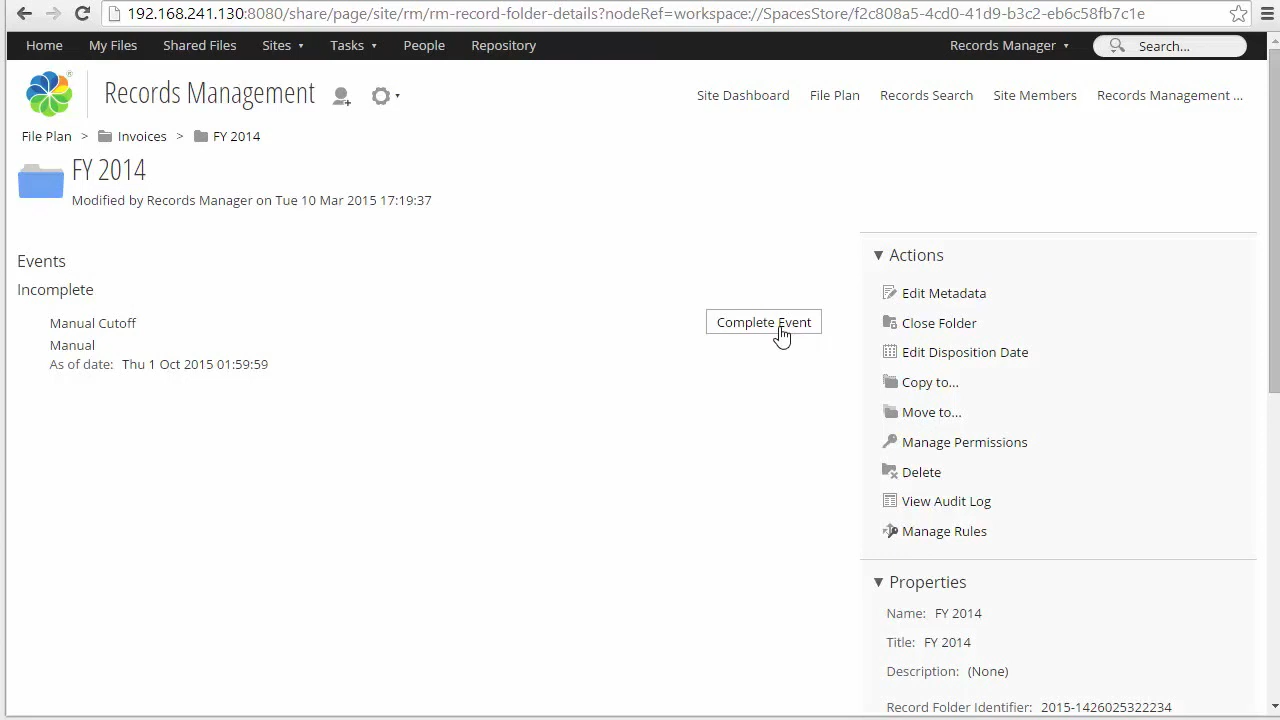 192.168.241.130:8080/share/page/site/rm/rm-record-folder-details?nodeRef=workspace://SpacesStore/f2c808a5-4cd0-41d9-b3c2-eb6c58fb7c1e
Home My Files Shared Files Sites Tasks People Repository Records Manager Search...
Records Management Site Dashboard File Plan Records Search Site Members Records Management ...
File Plan > Invoices > FY 2014
FY 2014
Modified by Records Manager on Tue 10 Mar 2015 17:19:37
Events
Incomplete
Manual Cutoff
Complete Event
Manual
As of date: Thu 1 Oct 2015 01:59:59
Actions
Edit Metadata
Close Folder
Edit Disposition Date
Copy to...
Move to...
Manage Permissions
Delete
View Audit Log
Manage Rules
Properties
Name: FY 2014
Title: FY 2014
Description: (None)
Record Folder Identifier: 2015-1426025322234